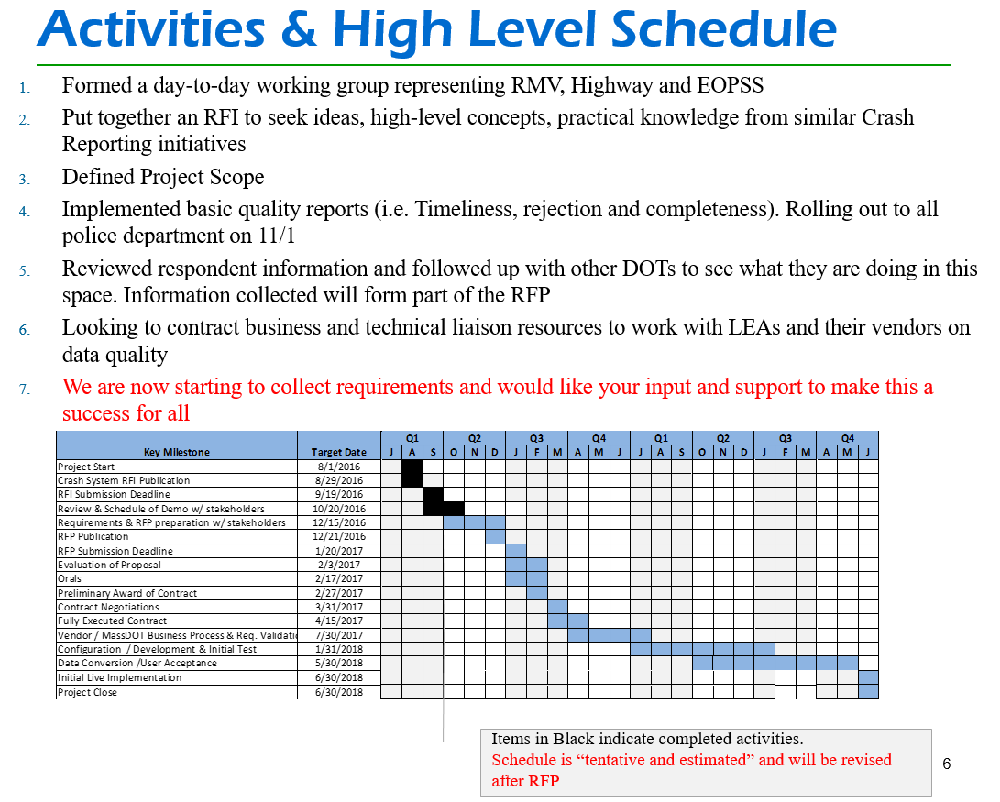 Activities & High Level Schedule
1. Formed a day-to-day working group representing RMV, Highway and EOPSS
2. Put together an RFI to seek ideas, high-level concepts, practical knowledge from similar Crash
Reporting initiatives
3. Defined Project Scope
4. Implemented basic quality reports (i.e. Timeliness, rejection and completeness). Rolling out to all
police department on 11/1
5. Reviewed respondent information and followed up with other DOTs to see what they are doing in this
space. Information collected will form part of the RFP
6. Looking to contract business and technical liaison resources to work with LEAs and their vendors on
data quality
7. We are now starting to collect requirements and would like your input and support to make this a
success for all
Q1 Q2 Q3 Q4 Q1 Q2 Q3 Q4
Key Milestone Target Date J A S O N D J F M A M J J A S O N D J F M A M J
Project Start 8/1/2016
Crash System RFI Publication 8/29/2016
RFI Submission Deadline 9/19/2016
Review & Schedule of Demo w/ stakeholders 10/20/2016
Requirements & RFP preparation w/ stakeholders 12/15/2016
RFP Publication 12/21/2016
RFP Submission Deadline 1/20/2017
Evaluation of Proposal 2/3/2017
Orals 2/17/2017
Preliminary Award of Contract 2/27/2017
Contract Negotiations 3/31/2017
Fully Executed Contract 4/15/2017
Vendor / MassDOT Business Process & Req. Validatio 7/30/2017
Configuration / Development & Initial Test 1/31/2018
Data Conversion /User Acceptance 5/30/2018
Initial Live Implementation 6/30/2018
Project Close 6/30/2018
Items in Black indicate completed activities.
Schedule is “tentative and estimated” and will be revised
after RFP
6